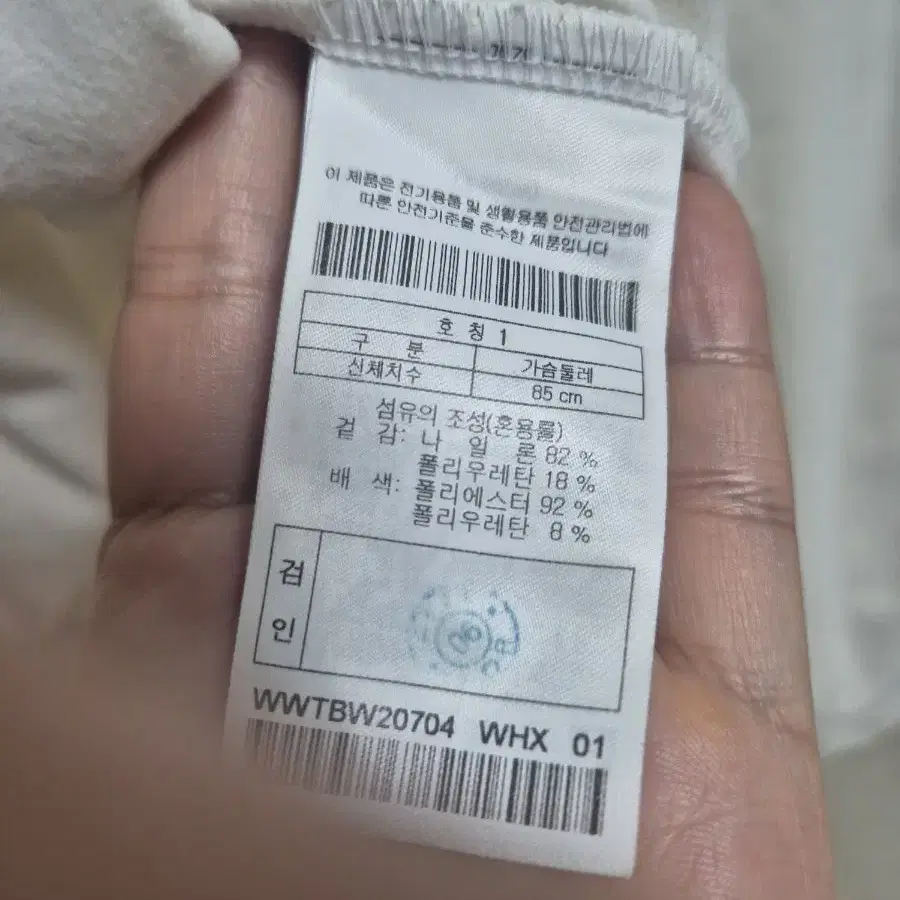 이 제품은 전기용품 및 생활용품 안전관리법에
따른 안전기준을 준수한 제품입니다
호 칭 1
구 분 가슴둘레
신체치수 85 cm
섬유의 조성(혼용률)
겉 감: 나 일 론 82 %
폴리우레탄 18 %
배 색: 폴리에스터 92 %
폴리우레탄 8 %
검
인
WWTBW20704 WHX 01